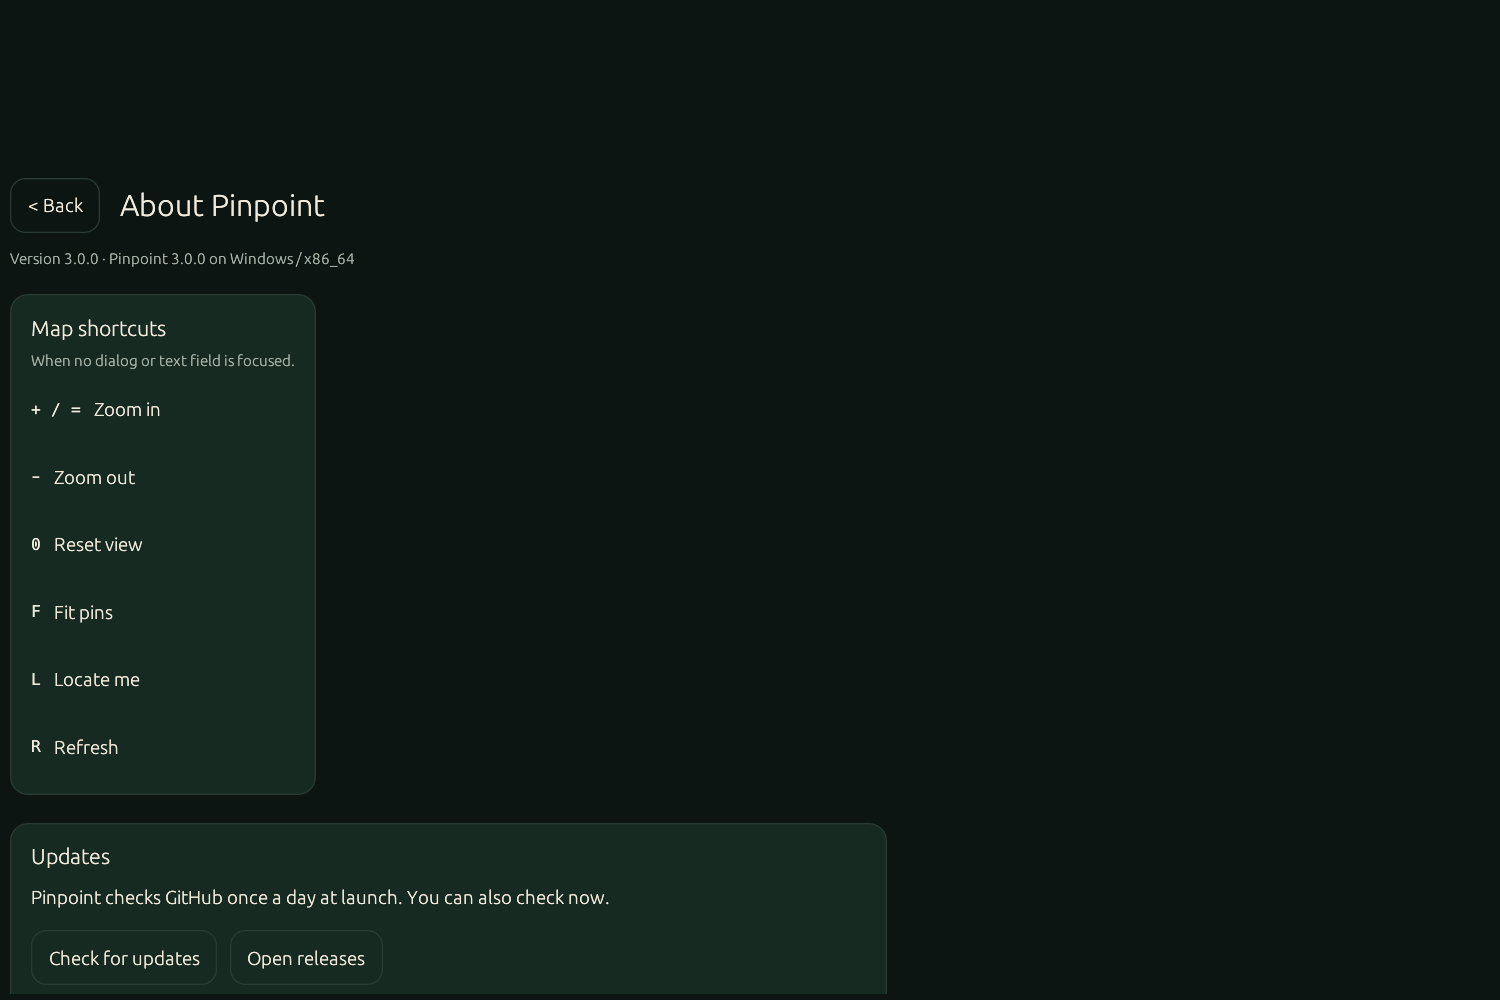 < Back
About Pinpoint
Version 3.0.0 · Pinpoint 3.0.0 on Windows/x86_64
Map shortcuts
When no dialog or text field is focused.
+ / = Zoom in
- Zoom out
0 Reset view
F Fit pins
L Locate me
R Refresh
Updates
Pinpoint checks GitHub once a day at launch. You can also check now.
Check for updates
Open releases